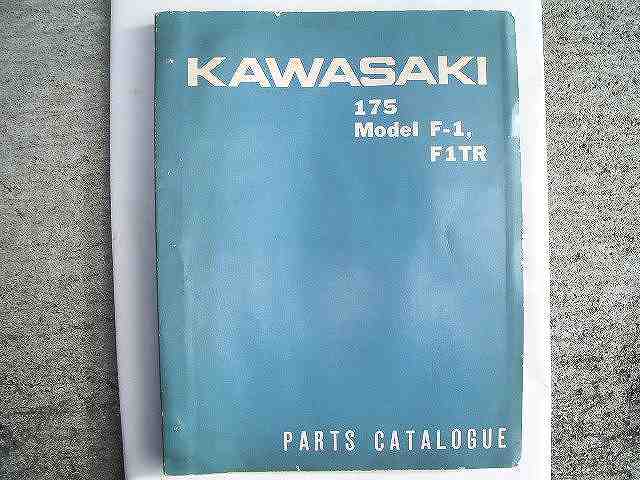 KAWASAKI
175
Model F-1,
F1TR
PARTS CATALOGUE